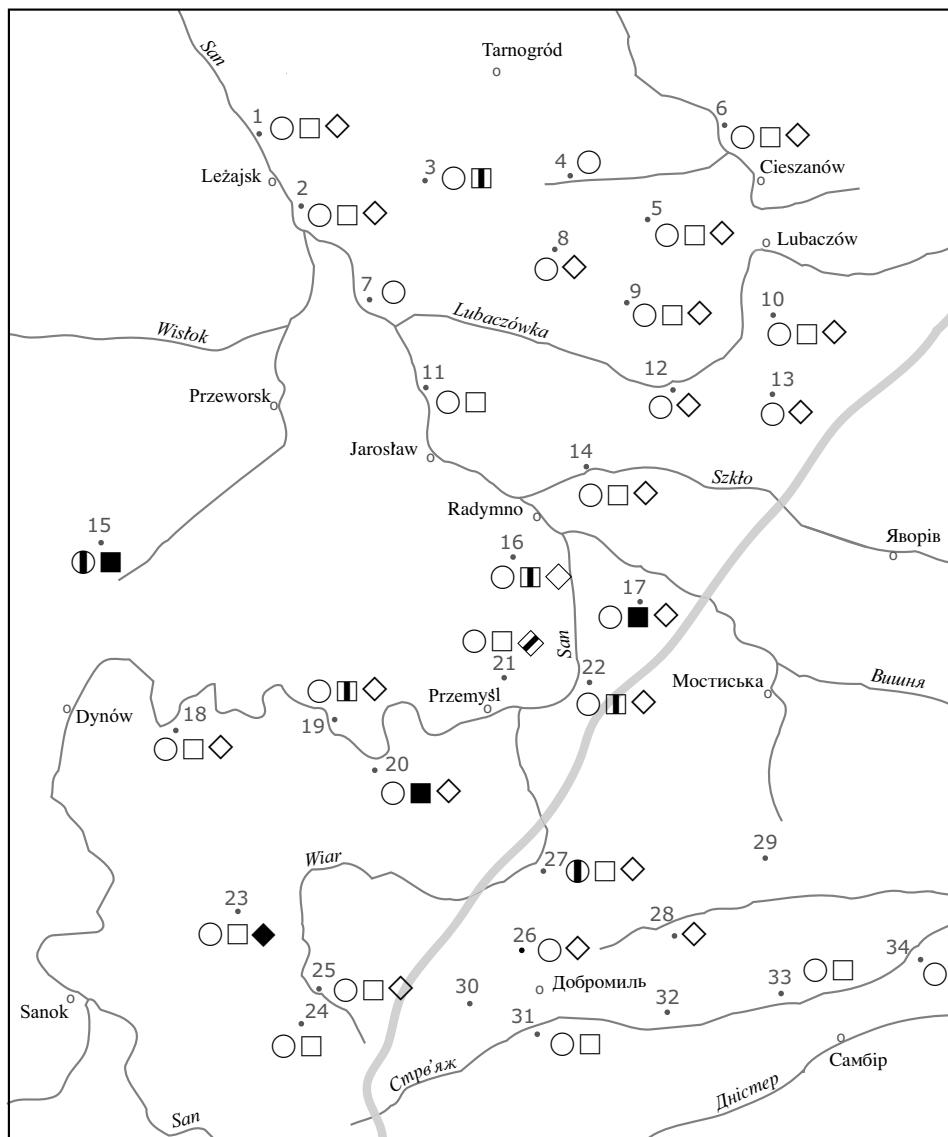 San
Tarnogród
1
6
Leżajsk
3
4
Cieszanów
2
5
Lubaczów
8
7
9
10
Lubaczówka
Wisłok
12
13
11
Przeworsk
Jarosław
14
Szkło
Radymno
15
Яворів
16
17
San
21
22
Мостиська
Вишня
Przemyśl
Dynów
18
19
20
Wiar
27
29
23
26
28
34
25
30
Добромиль
33
Sanok
24
31
32
Стрв'яж
Самбір
Дністер
San